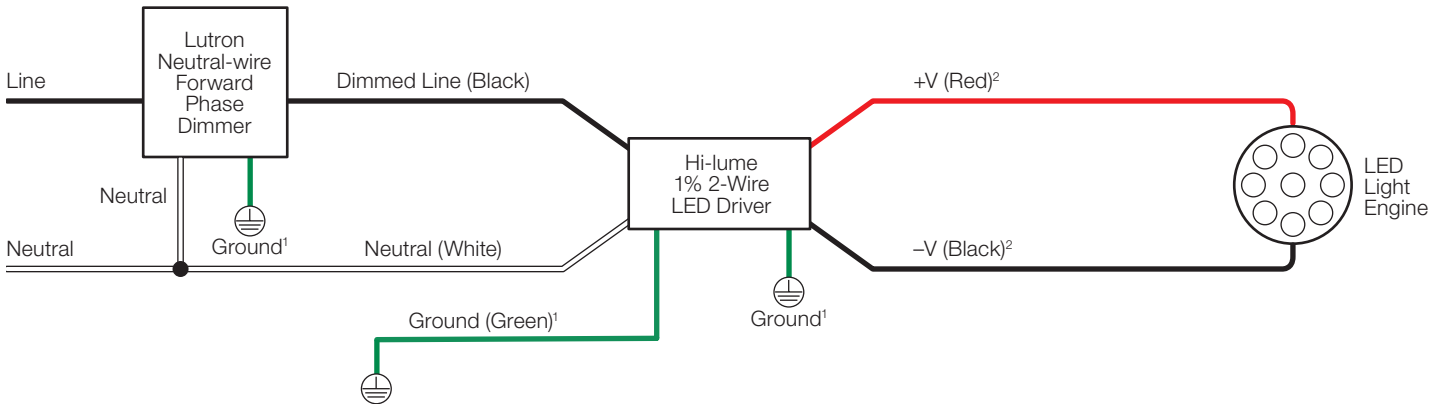 Lutron
Neutral-wire
Forward
Phase
Dimmer
Line
Dimmed Line (Black)
+V (Red)²
Hi-lume
1% 2-Wire
LED Driver
LED
Light
Engine
Neutral
Ground¹
Neutral
Neutral (White)
–V (Black)²
Ground (Green)¹
Ground¹